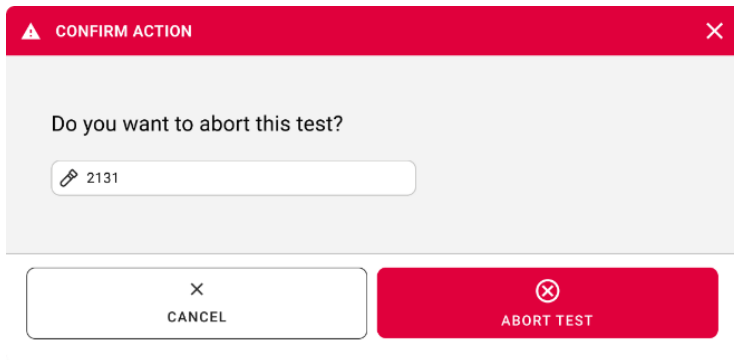 CONFIRM ACTION
Do you want to abort this test?
2131
CANCEL
ABORT TEST